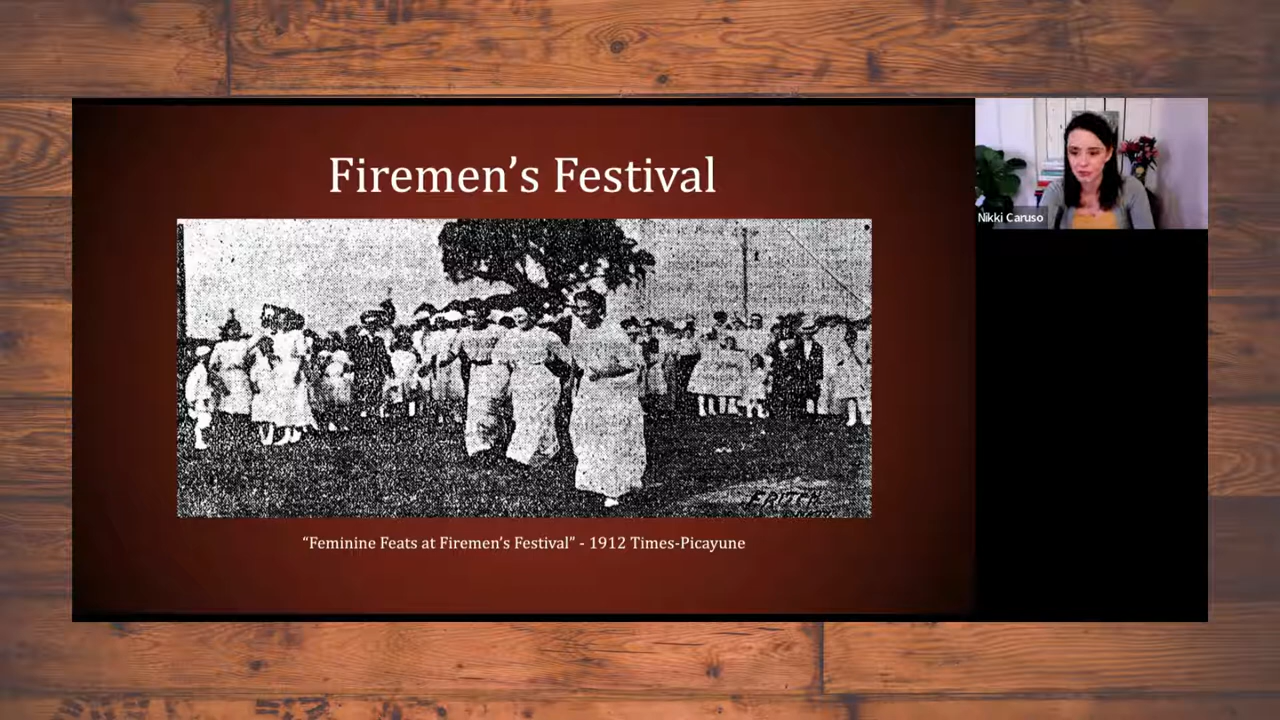 Firemen’s Festival
“Feminine Feats at Firemen’s Festival” - 1912 Times-Picayune
Nikki Caruso